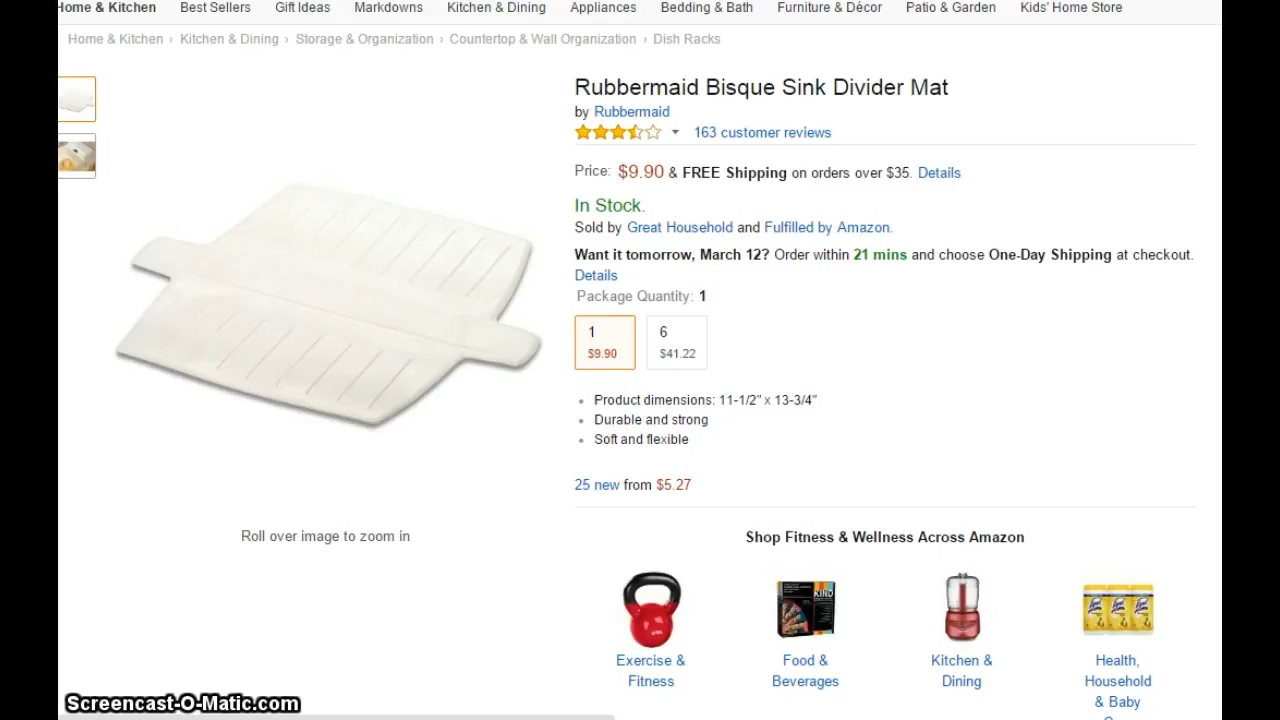 Home & Kitchen Best Sellers Gift Ideas Markdowns Kitchen & Dining Appliances Bedding & Bath Furniture & Décor Patio & Garden Kids' Home Store
Home & Kitchen › Kitchen & Dining › Storage & Organization › Countertop & Wall Organization › Dish Racks
Rubbermaid Bisque Sink Divider Mat
by Rubbermaid
163 customer reviews
Price: $9.90 & FREE Shipping on orders over $35. Details
In Stock.
Sold by Great Household and Fulfilled by Amazon.
Want it tomorrow, March 12? Order within 21 mins and choose One-Day Shipping at checkout.
Details
Package Quantity: 1
1 6
$9.90 $41.22
• Product dimensions: 11-1/2" x 13-3/4"
• Durable and strong
• Soft and flexible
25 new from $5.27
Roll over image to zoom in
Shop Fitness & Wellness Across Amazon
KIND
Lysol Lysol Lysol
Exercise & Food & Kitchen & Health,
Fitness Beverages Dining Household
& Baby
Screencast-O-Matic.com